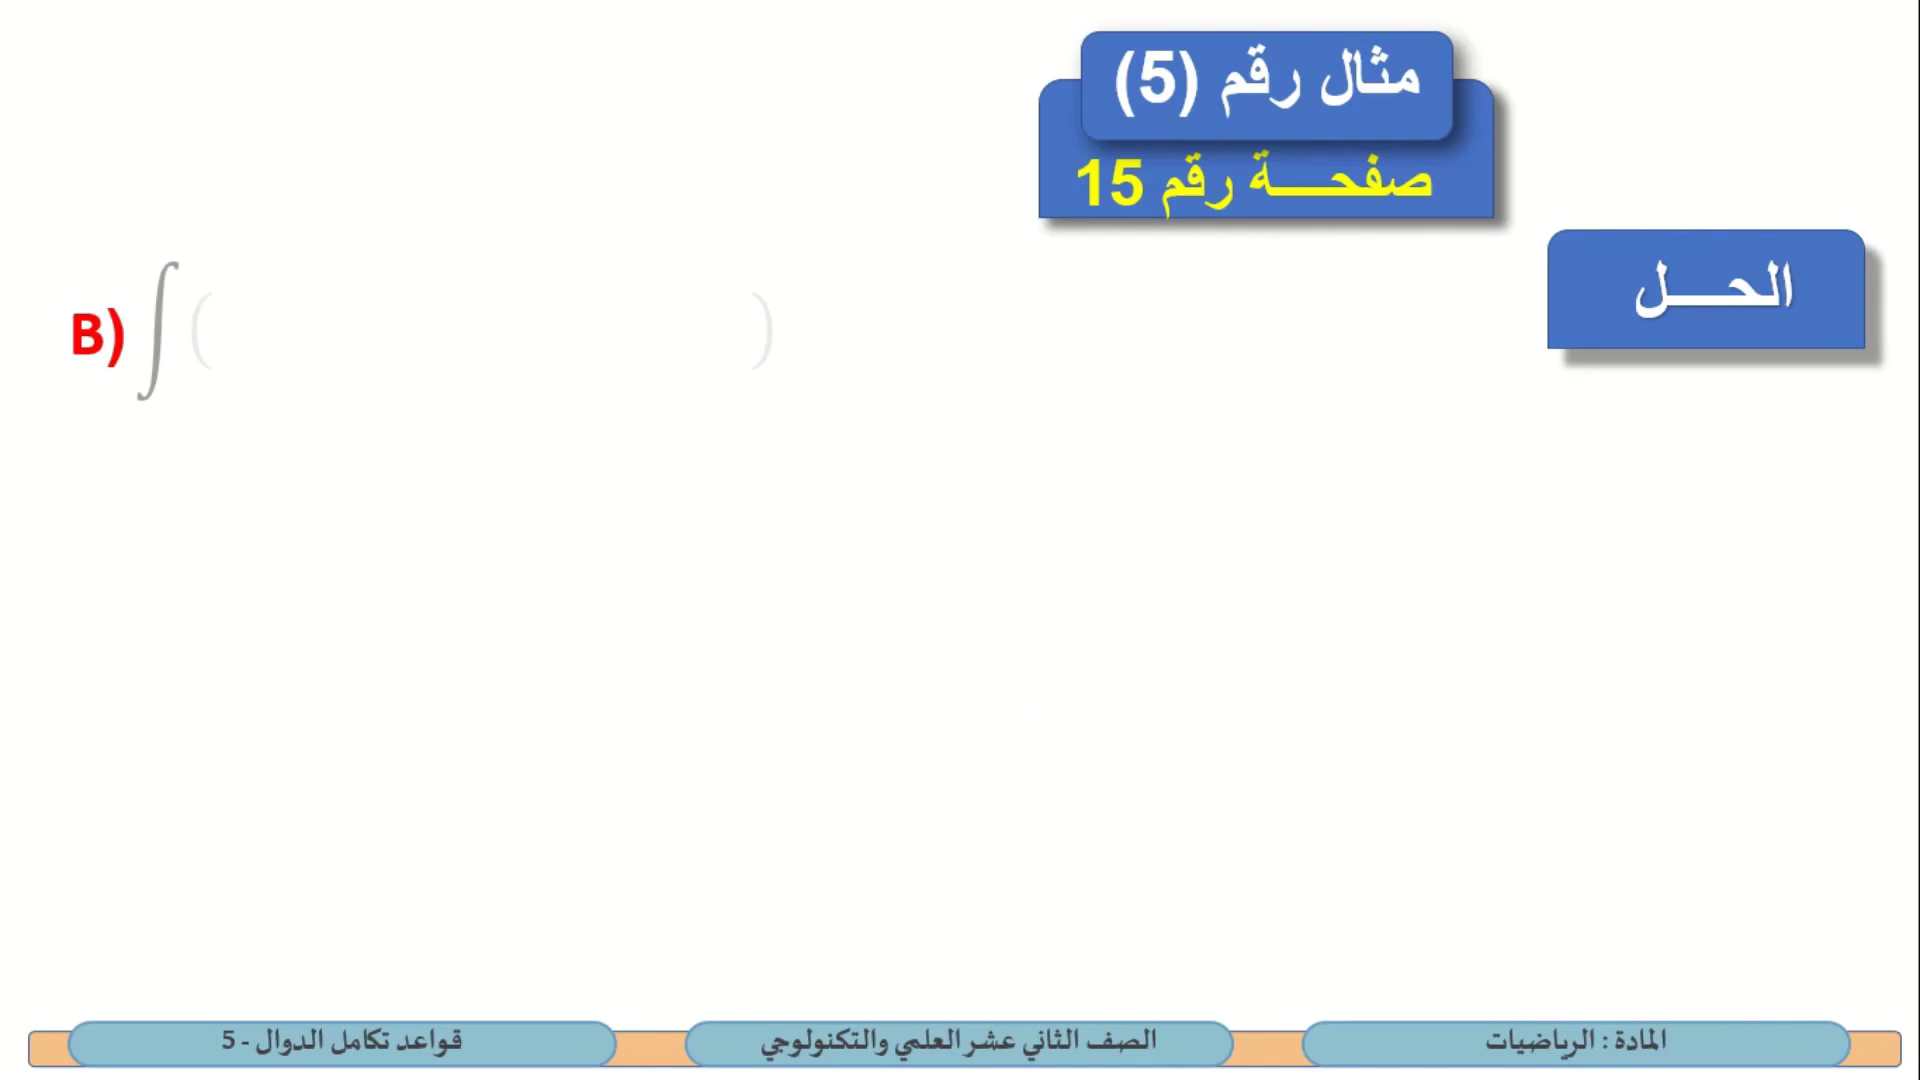 مثال رقم (5)
صفحـــة رقم 15
الحـــل
B) ∫ ( )
المادة : الرياضيات
الصف الثاني عشر العلمي والتكنولوجي
قواعد تكامل الدوال - 5